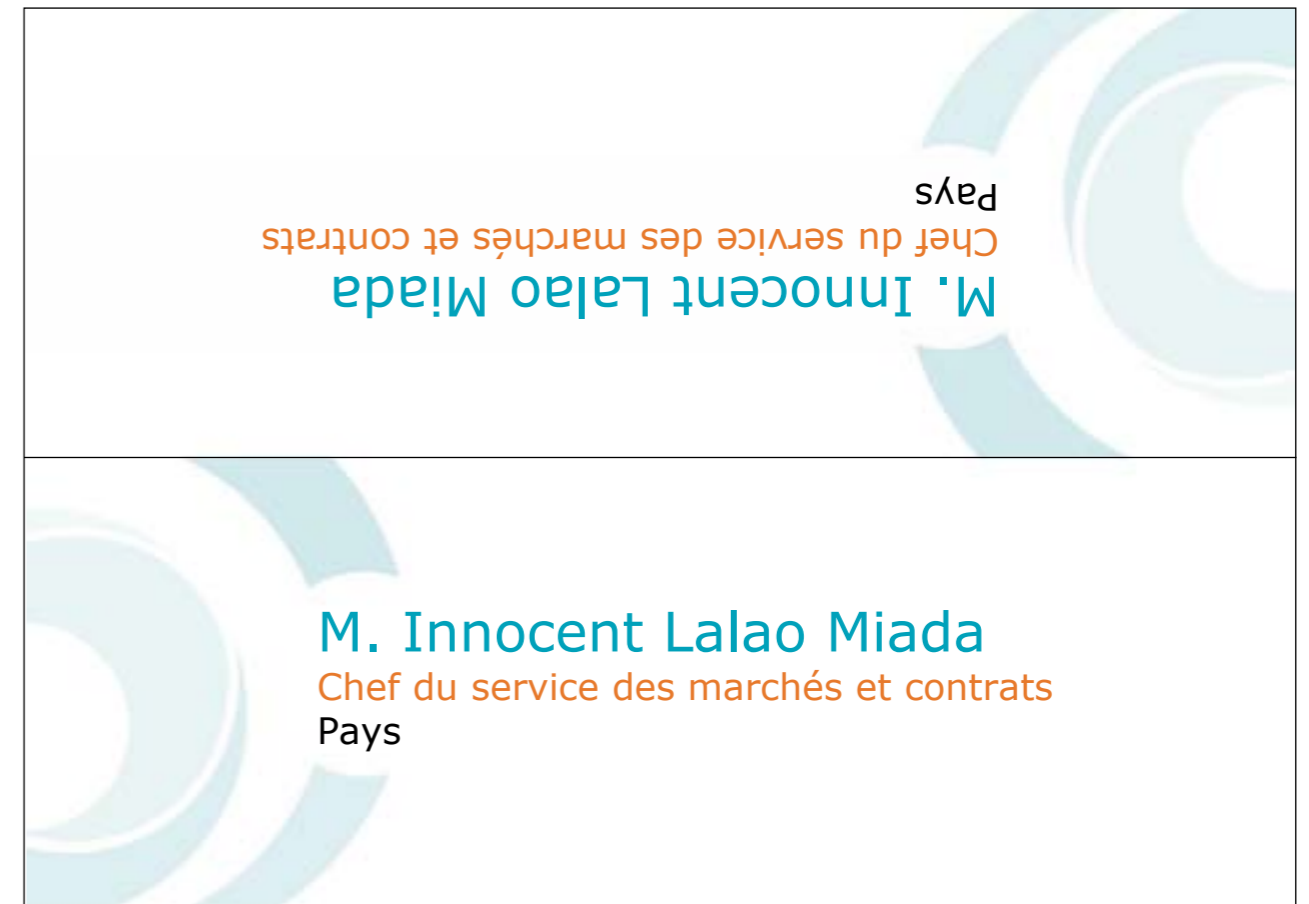 Pays
Chef du service des marchés et contrats
M. Innocent Lalao Miada
M. Innocent Lalao Miada
Chef du service des marchés et contrats
Pays